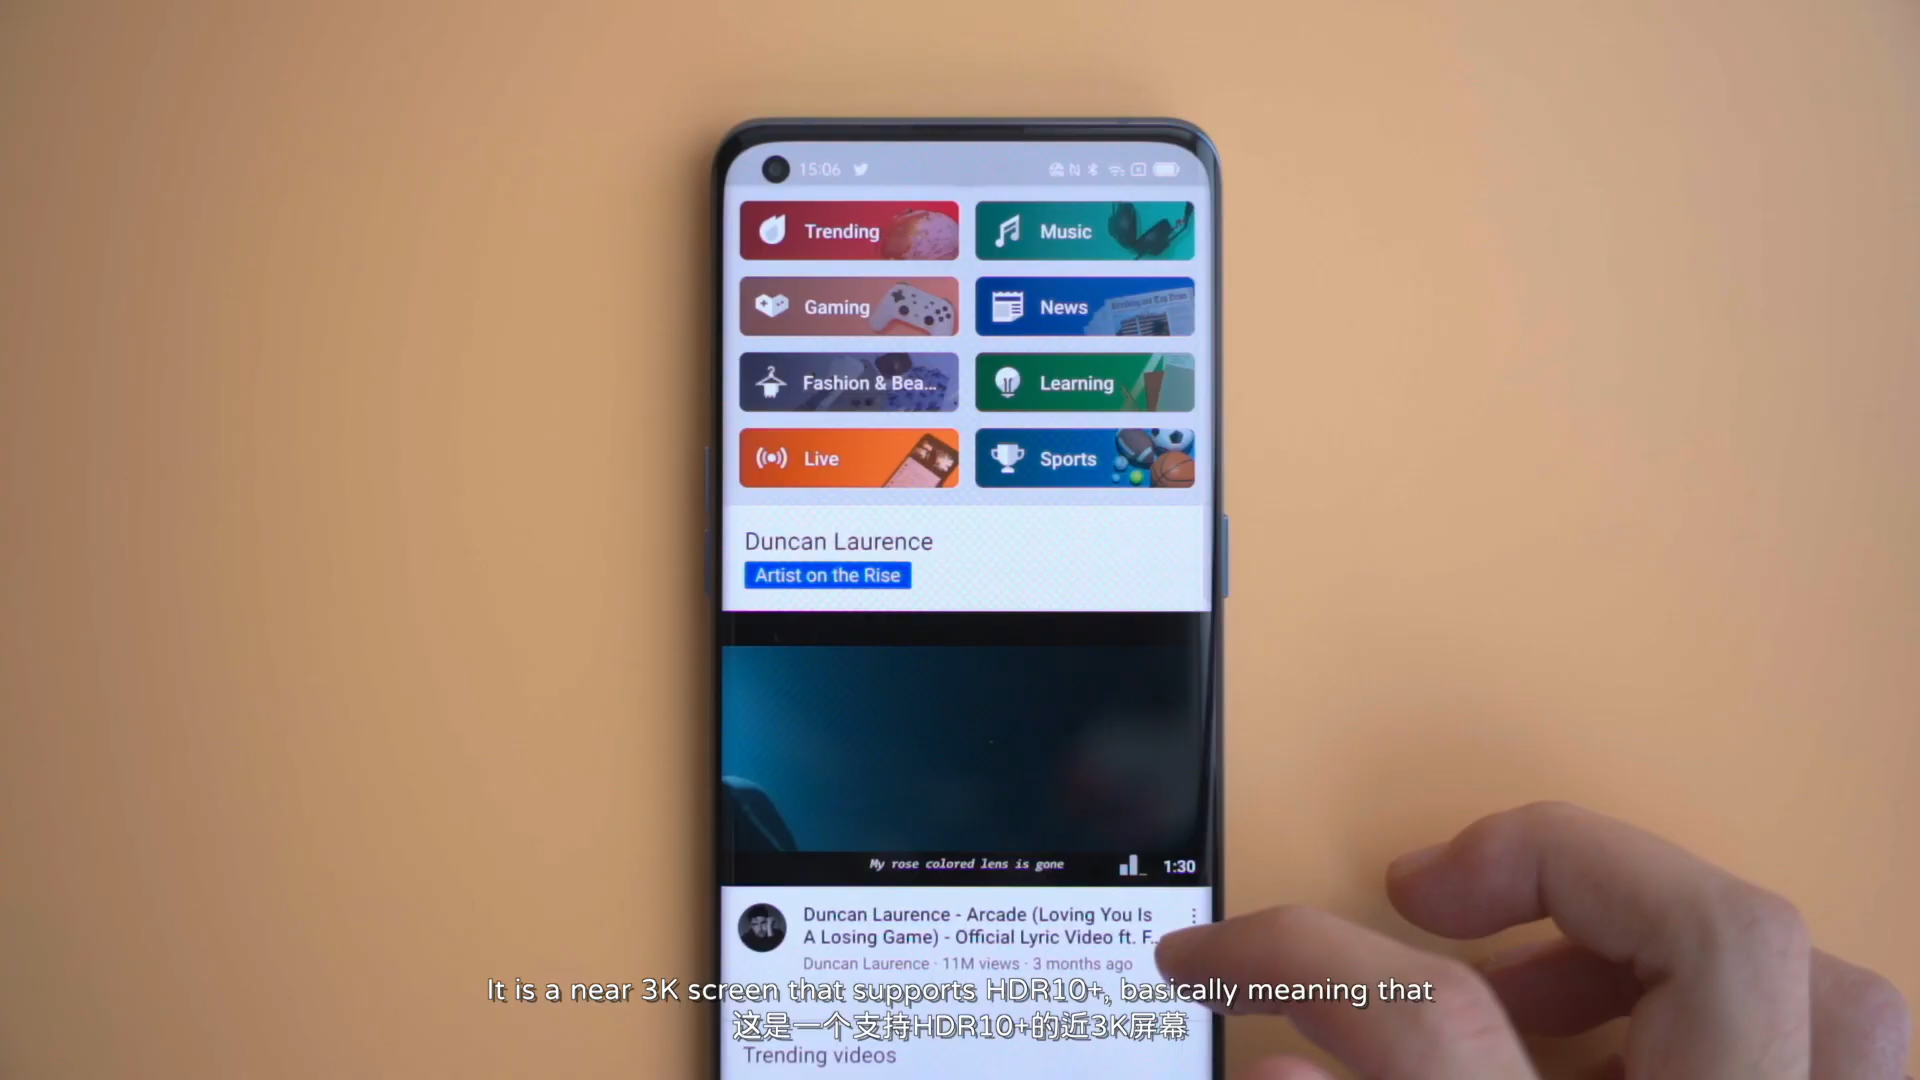 15:06
Trending
Music
Gaming
News
Fashion & Bea...
Learning
Live
Sports
Duncan Laurence
Artist on the Rise
My rose colored lens is gone
1:30
Duncan Laurence - Arcade (Loving You Is
A Losing Game) - Official Lyric Video ft. F..
Duncan Laurence · 11M views · 3 months ago
It is a near 3K screen that supports HDR10+, basically meaning that
这是一个支持HDR10+的近3K屏幕
Trending videos